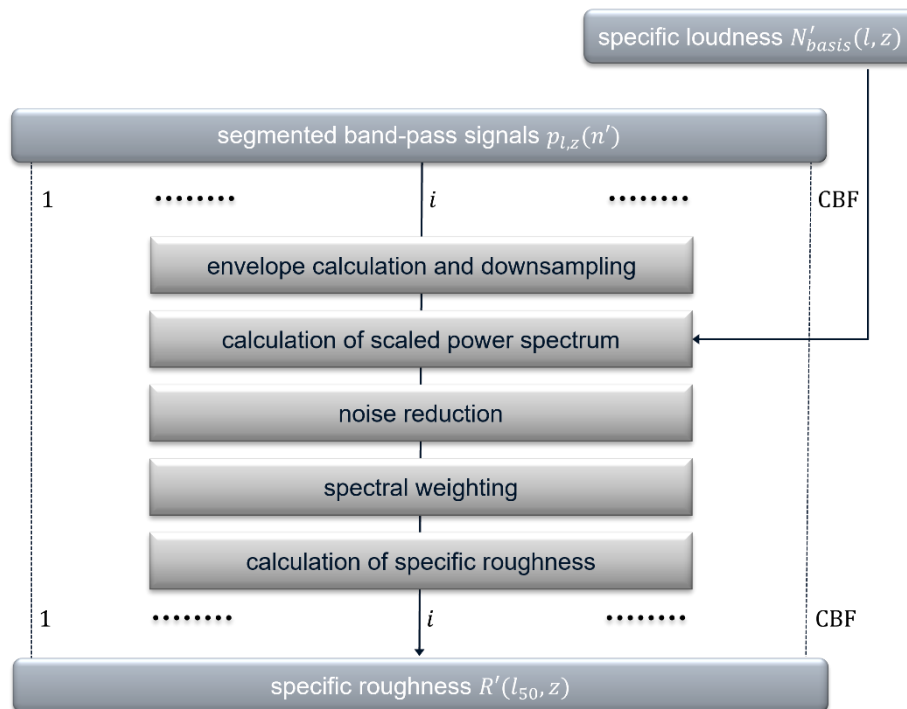 specific loudness N′basis(l, z)
segmented band-pass signals pl,z(n′)
1 ........ i ........ CBF
envelope calculation and downsampling
calculation of scaled power spectrum
noise reduction
spectral weighting
calculation of specific roughness
1 ........ i ........ CBF
specific roughness R′(l50, z)